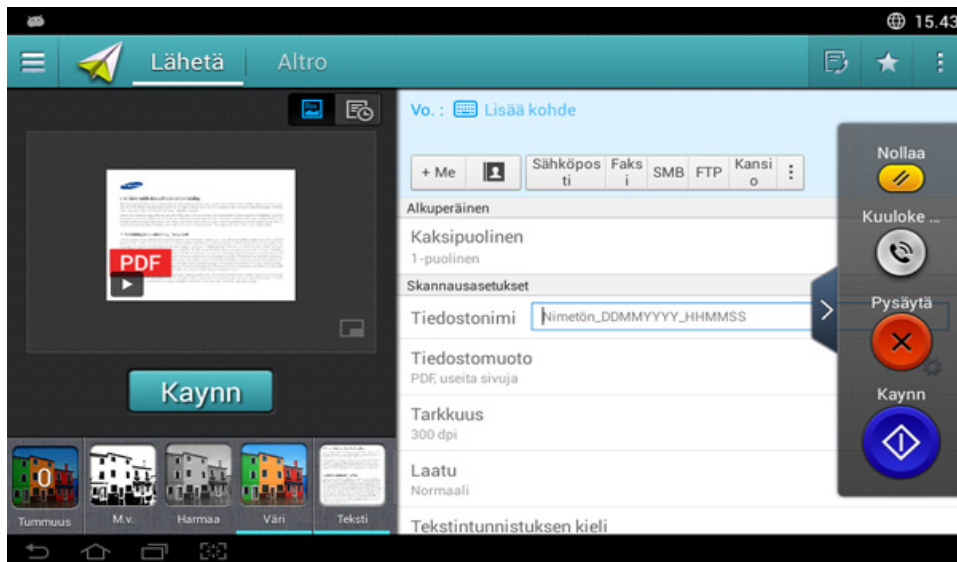 15.43
Lähetä Altro
Vo. : Lisää kohde
+ Me Sähköpos Faks SMB FTP Kansi
ti i o
Nollaa
Alkuperäinen
Kaksipuolinen
1-puolinen
Kuuloke ...
Skannausasetukset
Tiedostonimi Nimetön_DDMMYYYY_HHMMSS
Pysäytä
PDF
Tiedostomuoto
PDF, useita sivuja
Kaynn
Kaynn
Tarkkuus
300 dpi
Laatu
Normaali
0
Tummuus M.v. Harmaa Väri Teksti
Tekstintunnistuksen kieli